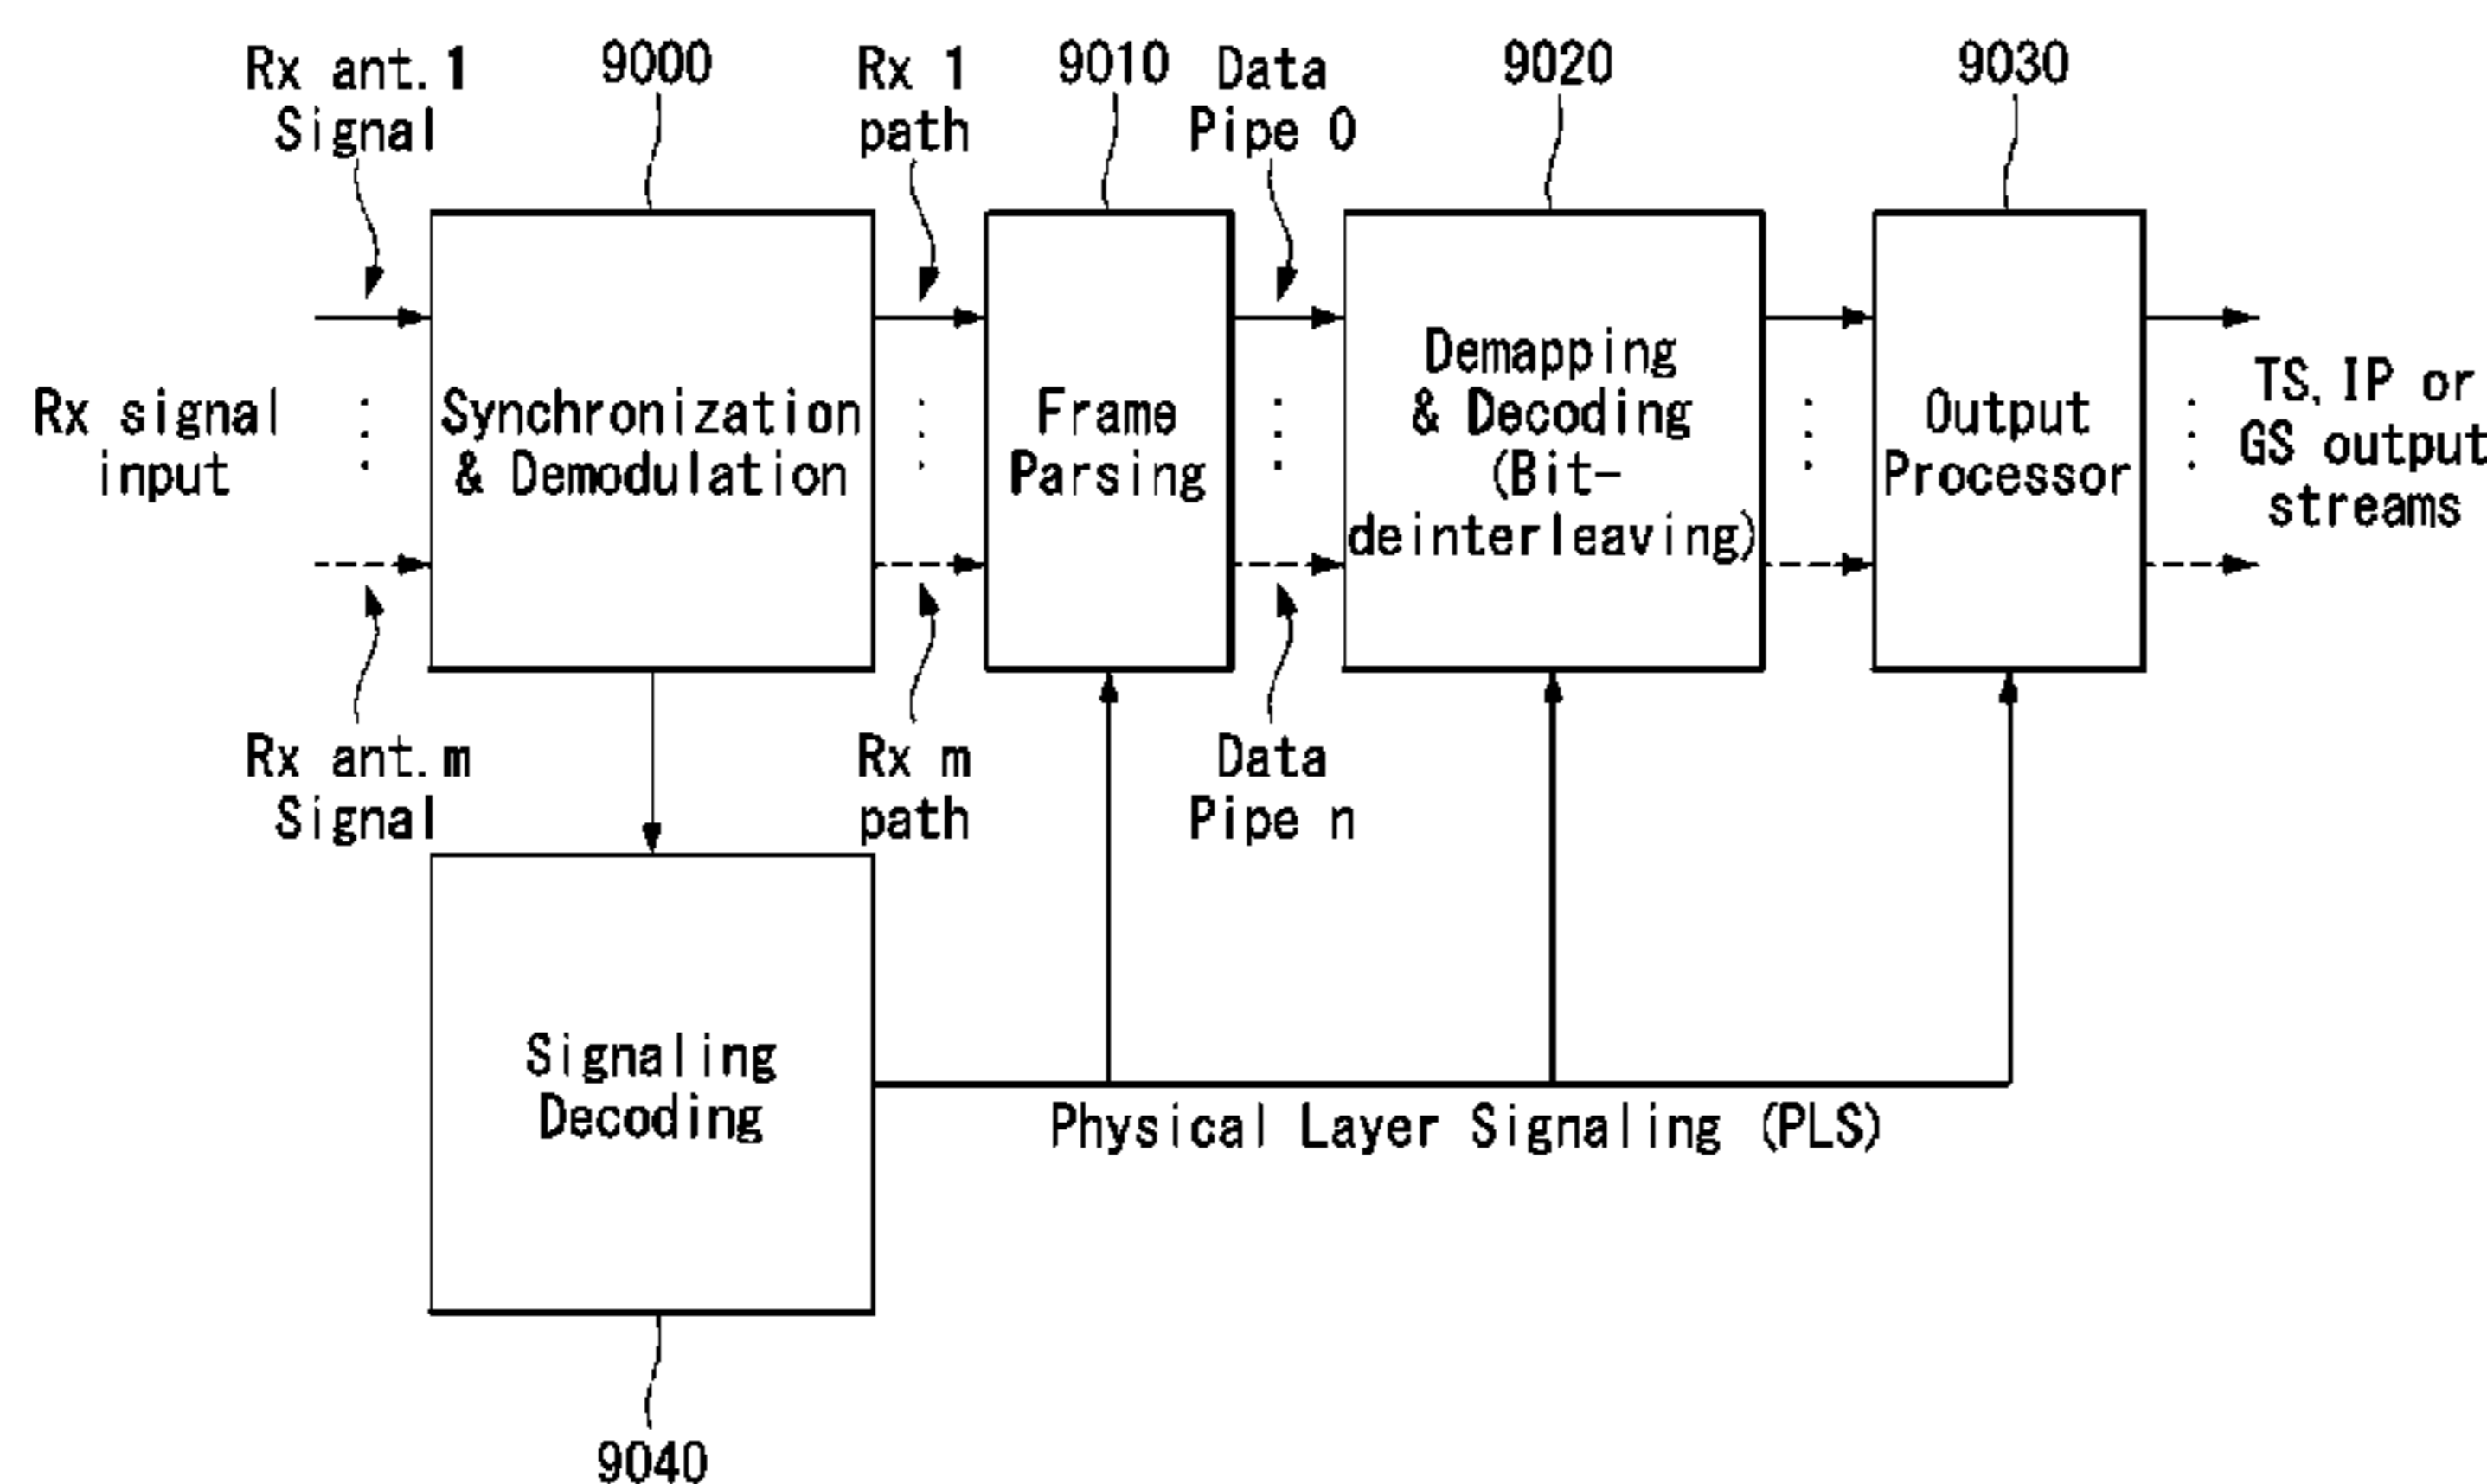 Rx ant.1
Signal
9000
Rx 1
path
9010
Data
Pipe 0
9020
9030
Rx signal
input
Synchronization
& Demodulation
Frame
Parsing
Demapping
& Decoding
(Bit-
deinterleaving)
Output
Processor
TS, IP or
GS output
streams
Rx ant.m
Signal
Rx m
path
Data
Pipe n
Signaling
Decoding
Physical Layer Signaling (PLS)
9040